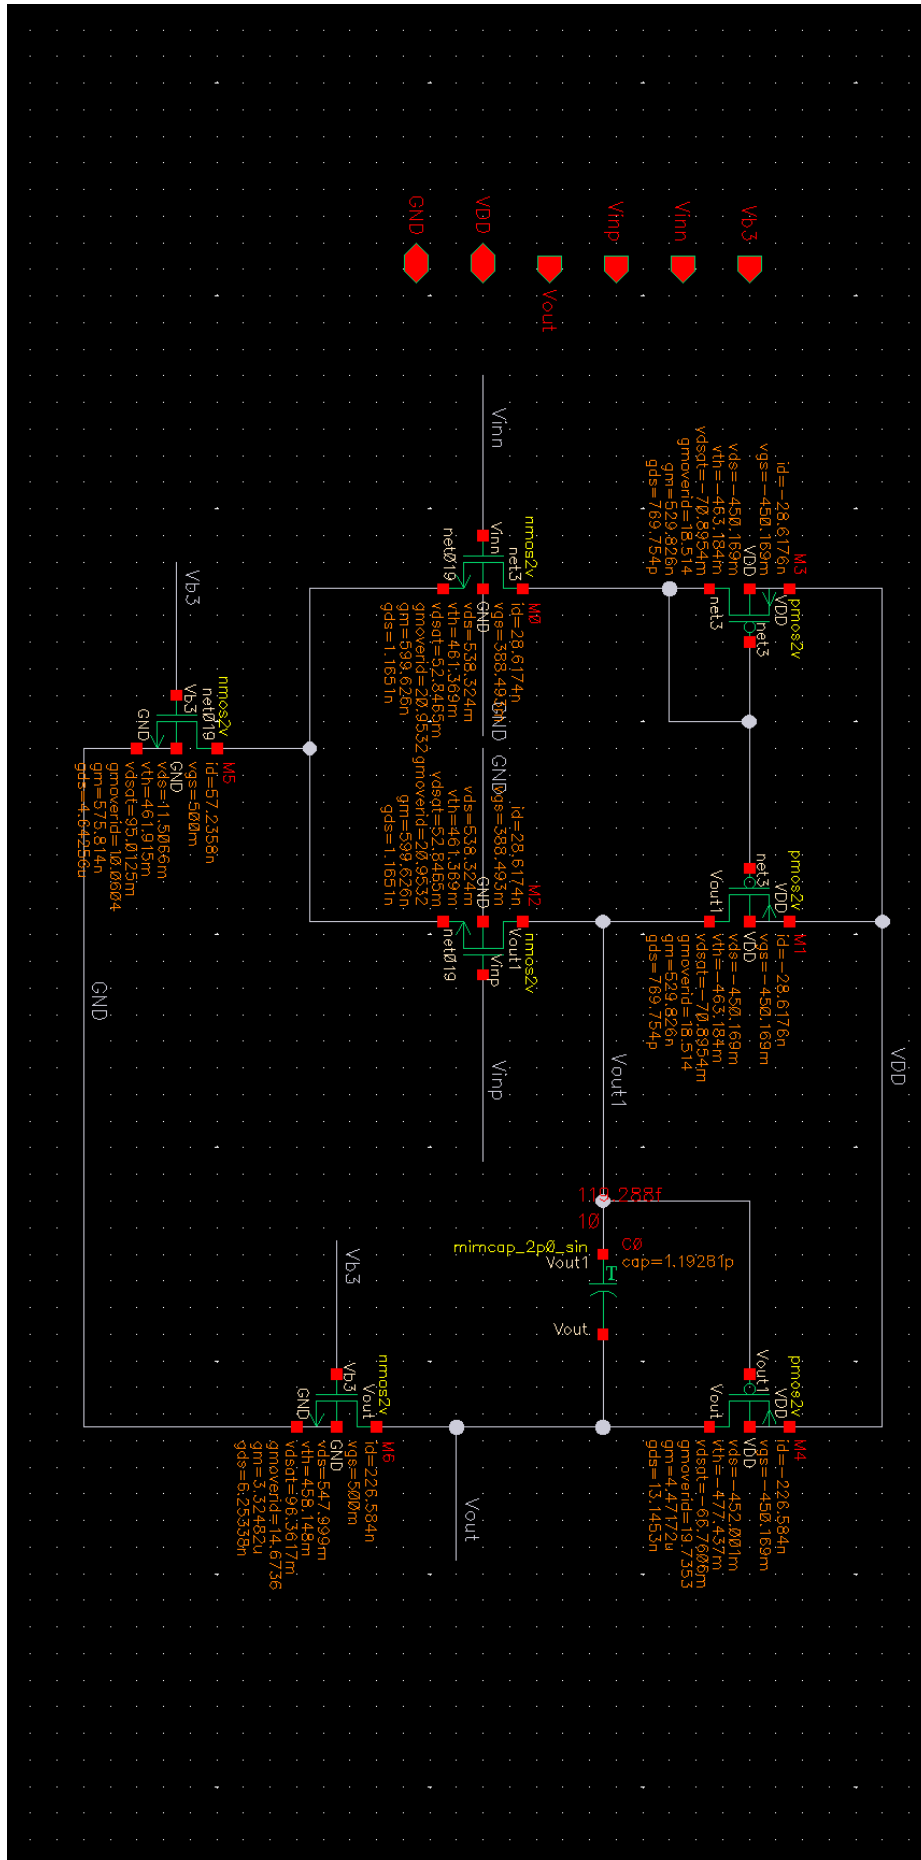 Vb3
Vinn
Vinp
Vout
VDD
GND
VDD
pmos2v
M3
VDD
VDD
net3
net3
id=-28.6176n
vgs=-450.169m
vds=-450.169m
vth=-463.184m
vdsat=-70.8954m
gmoverid=18.514
gm=529.826n
gds=769.754p
pmos2v
M1
VDD
VDD
net3
Vout1
id=-28.6176n
vgs=-450.169m
vds=-450.169m
vth=-463.184m
vdsat=-70.8954m
gmoverid=18.514
gm=529.826n
gds=769.754p
pmos2v
M4
VDD
VDD
Vout1
Vout
id=-226.584n
vgs=-450.169m
vds=-452.001m
vth=-477.437m
vdsat=-66.7606m
gmoverid=19.7353
gm=4.47172u
gds=13.1453n
Vout1
119.288f
10
mimcap_2p0_sin
C0
Vout1
cap=1.19281p
T
Vout
Vinn
nmos2v
M0
net3
Vinn
GND
net019
id=28.6174n
vgs=388.493m
vds=538.324m
vth=461.369m
vdsat=52.8465m
gmoverid=20.9532
gm=599.626n
gds=1.1651n
GND
GND
nmos2v
M2
Vout1
Vinp
GND
net019
id=28.6174n
vgs=388.493m
vds=538.324m
vth=461.369m
vdsat=52.8465m
gmoverid=20.9532
gm=599.626n
gds=1.1651n
Vinp
Vout
Vb3
nmos2v
M5
net019
Vb3
GND
GND
id=57.2358n
vgs=500m
vds=11.5066m
vth=461.915m
vdsat=95.0125m
gmoverid=10.0604
gm=575.814n
Vb3
nmos2v
M6
Vout
Vb3
GND
GND
id=226.584n
vgs=500m
vds=547.999m
vth=458.148m
vdsat=96.3617m
gmoverid=14.6736
gm=3.32482u
gds=6.25338n
GND